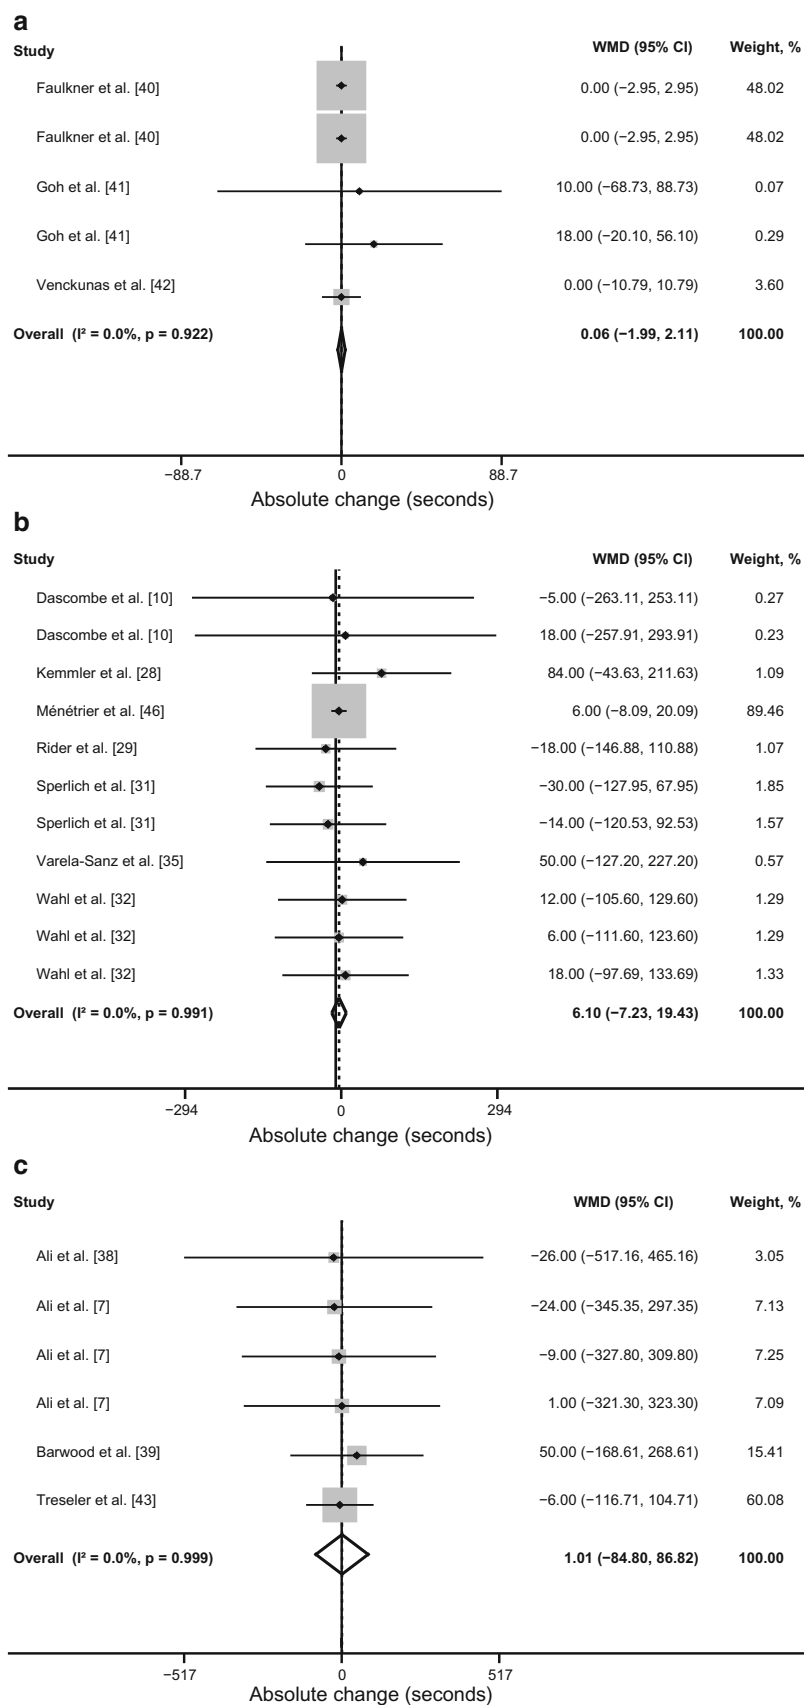 a
Study WMD (95% CI) Weight, %
Faulkner et al. [40] 0.00 (−2.95, 2.95) 48.02
Faulkner et al. [40] 0.00 (−2.95, 2.95) 48.02
Goh et al. [41] 10.00 (−68.73, 88.73) 0.07
Goh et al. [41] 18.00 (−20.10, 56.10) 0.29
Venckunas et al. [42] 0.00 (−10.79, 10.79) 3.60
Overall (I² = 0.0%, p = 0.922) 0.06 (−1.99, 2.11) 100.00
−88.7 0 88.7
Absolute change (seconds)
b
Study WMD (95% CI) Weight, %
Dascombe et al. [10] −5.00 (−263.11, 253.11) 0.27
Dascombe et al. [10] 18.00 (−257.91, 293.91) 0.23
Kemmler et al. [28] 84.00 (−43.63, 211.63) 1.09
Ménétrier et al. [46] 6.00 (−8.09, 20.09) 89.46
Rider et al. [29] −18.00 (−146.88, 110.88) 1.07
Sperlich et al. [31] −30.00 (−127.95, 67.95) 1.85
Sperlich et al. [31] −14.00 (−120.53, 92.53) 1.57
Varela-Sanz et al. [35] 50.00 (−127.20, 227.20) 0.57
Wahl et al. [32] 12.00 (−105.60, 129.60) 1.29
Wahl et al. [32] 6.00 (−111.60, 123.60) 1.29
Wahl et al. [32] 18.00 (−97.69, 133.69) 1.33
Overall (I² = 0.0%, p = 0.991) 6.10 (−7.23, 19.43) 100.00
−294 0 294
Absolute change (seconds)
c
Study WMD (95% CI) Weight, %
Ali et al. [38] −26.00 (−517.16, 465.16) 3.05
Ali et al. [7] −24.00 (−345.35, 297.35) 7.13
Ali et al. [7] −9.00 (−327.80, 309.80) 7.25
Ali et al. [7] 1.00 (−321.30, 323.30) 7.09
Barwood et al. [39] 50.00 (−168.61, 268.61) 15.41
Treseler et al. [43] −6.00 (−116.71, 104.71) 60.08
Overall (I² = 0.0%, p = 0.999) 1.01 (−84.80, 86.82) 100.00
−517 0 517
Absolute change (seconds)